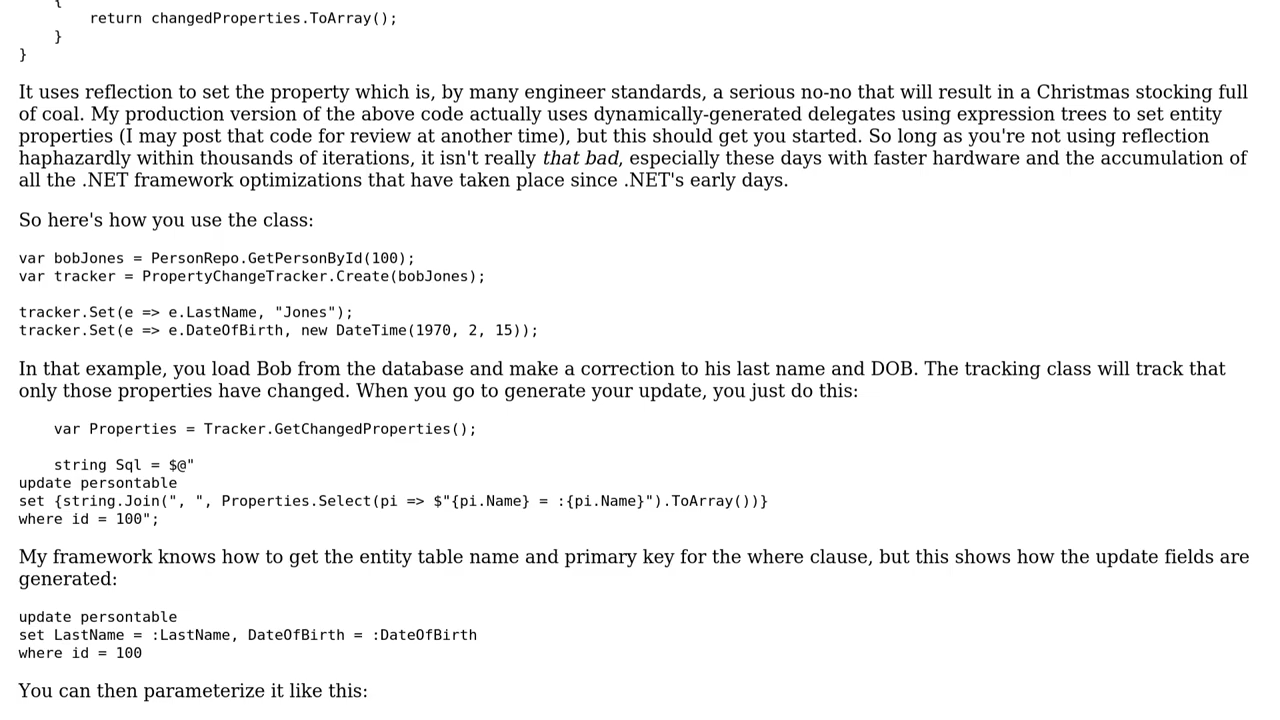 {
        return changedProperties.ToArray();
    }
}
It uses reflection to set the property which is, by many engineer standards, a serious no-no that will result in a Christmas stocking full
of coal. My production version of the above code actually uses dynamically-generated delegates using expression trees to set entity
properties (I may post that code for review at another time), but this should get you started. So long as you're not using reflection
haphazardly within thousands of iterations, it isn't really that bad, especially these days with faster hardware and the accumulation of
all the .NET framework optimizations that have taken place since .NET's early days.
So here's how you use the class:
var bobJones = PersonRepo.GetPersonById(100);
var tracker = PropertyChangeTracker.Create(bobJones);
tracker.Set(e => e.LastName, "Jones");
tracker.Set(e => e.DateOfBirth, new DateTime(1970, 2, 15));
In that example, you load Bob from the database and make a correction to his last name and DOB. The tracking class will track that
only those properties have changed. When you go to generate your update, you just do this:
    var Properties = Tracker.GetChangedProperties();
    string Sql = $@"
update persontable
set {string.Join(", ", Properties.Select(pi => $"{pi.Name} = :{pi.Name}").ToArray())}
where id = 100";
My framework knows how to get the entity table name and primary key for the where clause, but this shows how the update fields are
generated:
update persontable
set LastName = :LastName, DateOfBirth = :DateOfBirth
where id = 100
You can then parameterize it like this: